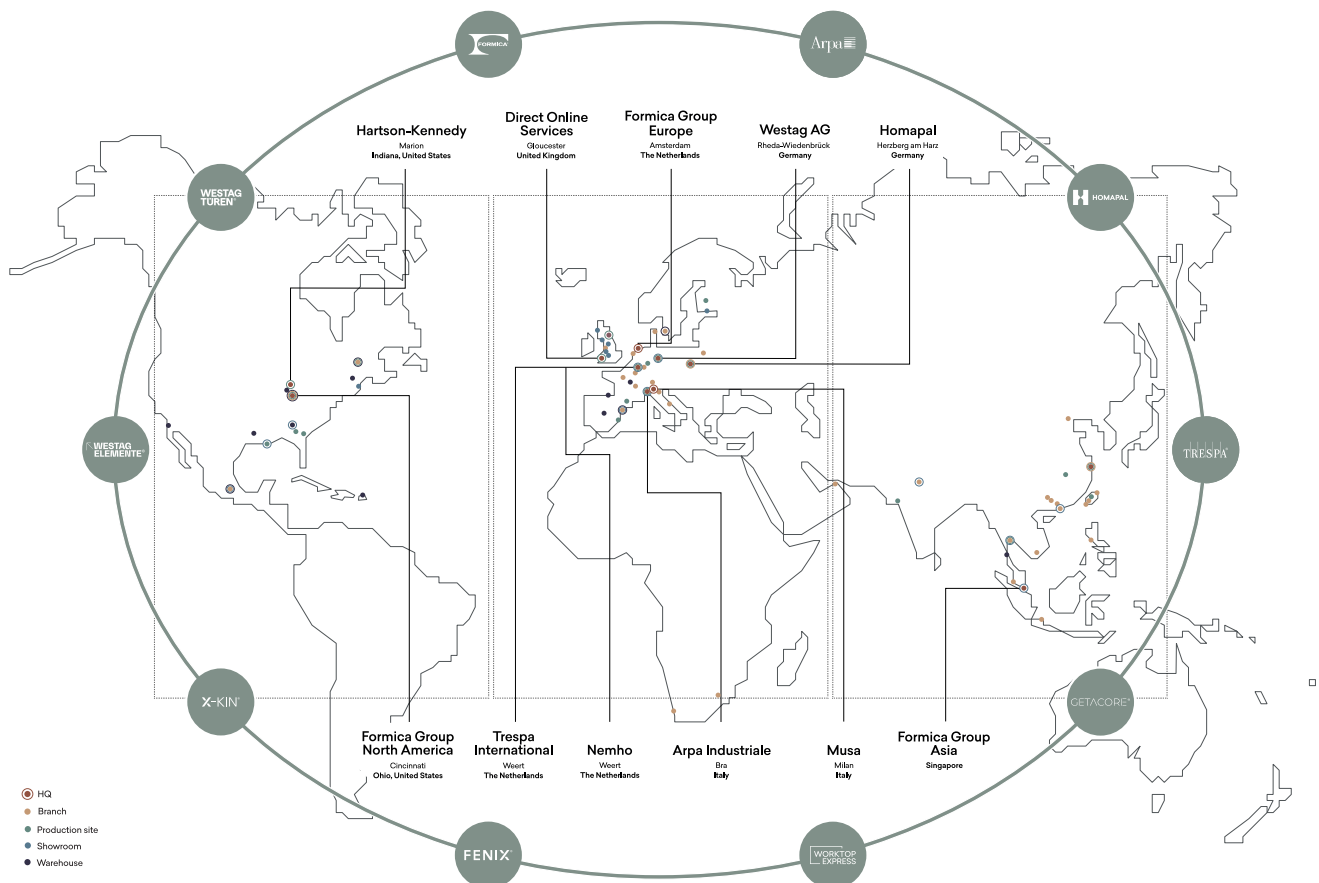 FORMICA
Arpa
Hartson-Kennedy
Marion
Indiana, United States
Direct Online
Services
Gloucester
United Kingdom
Formica Group
Europe
Amsterdam
The Netherlands
Westag AG
Rheda-Wiedenbrück
Germany
Homapal
Herzberg am Harz
Germany
WESTAG
TÜREN®
HOMAPAL
WESTAG
ELEMENTE®
TRESPA®
X-KIN®
GETACORE®
Formica Group
North America
Cincinnati
Ohio, United States
Trespa
International
Weert
The Netherlands
Nemho
Weert
The Netherlands
Arpa Industriale
Bra
Italy
Musa
Milan
Italy
Formica Group
Asia
Singapore
HQ
Branch
Production site
Showroom
Warehouse
FENIX®
WORKTOP
EXPRESS